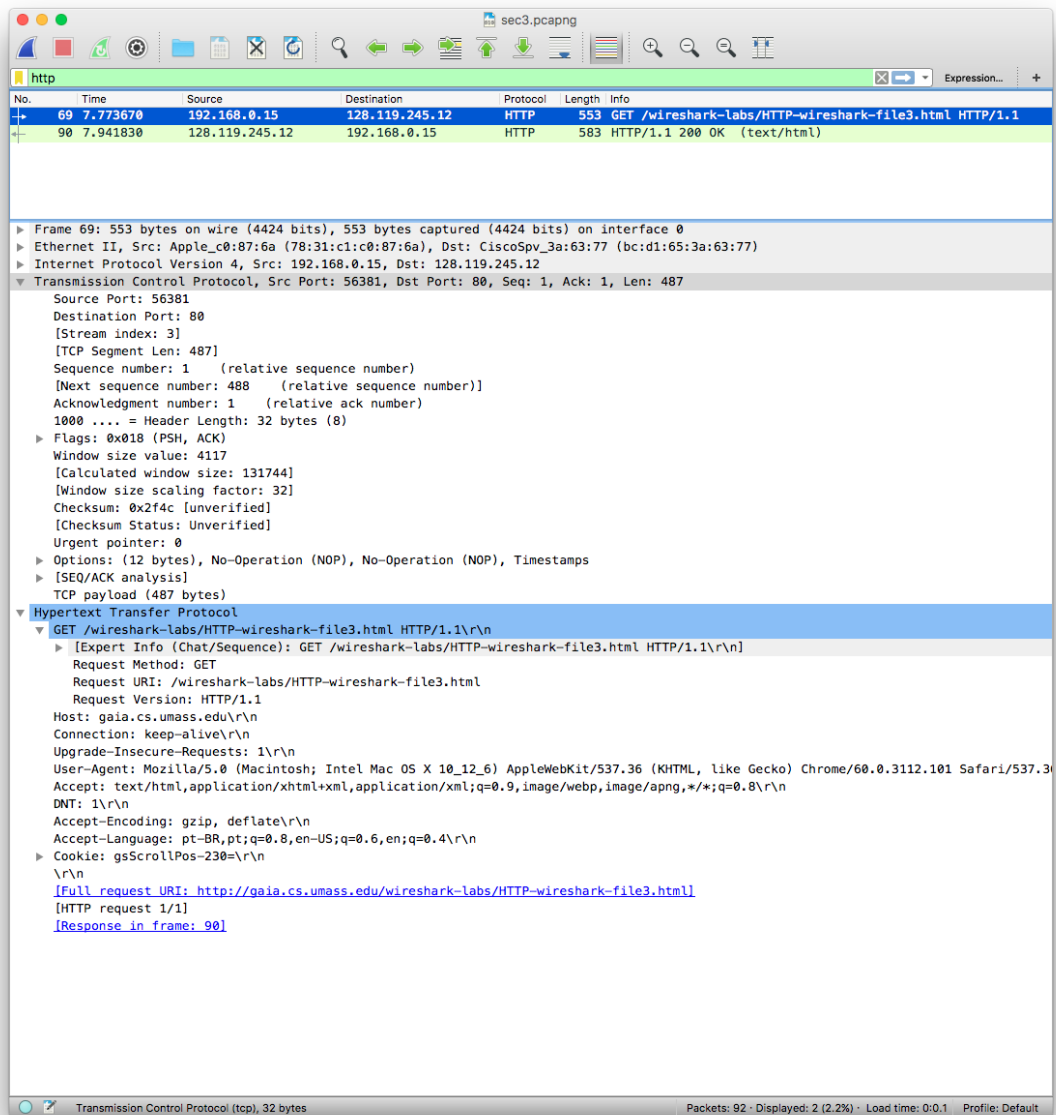 sec3.pcapng
http
Expression...
+
No. Time Source Destination Protocol Length Info
69 7.773670 192.168.0.15 128.119.245.12 HTTP 553 GET /wireshark-labs/HTTP-wireshark-file3.html HTTP/1.1
90 7.941830 128.119.245.12 192.168.0.15 HTTP 583 HTTP/1.1 200 OK (text/html)
Frame 69: 553 bytes on wire (4424 bits), 553 bytes captured (4424 bits) on interface 0
Ethernet II, Src: Apple_c0:87:6a (78:31:c1:c0:87:6a), Dst: CiscoSpv_3a:63:77 (bc:d1:65:3a:63:77)
Internet Protocol Version 4, Src: 192.168.0.15, Dst: 128.119.245.12
Transmission Control Protocol, Src Port: 56381, Dst Port: 80, Seq: 1, Ack: 1, Len: 487
Source Port: 56381
Destination Port: 80
[Stream index: 3]
[TCP Segment Len: 487]
Sequence number: 1 (relative sequence number)
[Next sequence number: 488 (relative sequence number)]
Acknowledgment number: 1 (relative ack number)
1000 .... = Header Length: 32 bytes (8)
Flags: 0x018 (PSH, ACK)
Window size value: 4117
[Calculated window size: 131744]
[Window size scaling factor: 32]
Checksum: 0x2f4c [unverified]
[Checksum Status: Unverified]
Urgent pointer: 0
Options: (12 bytes), No-Operation (NOP), No-Operation (NOP), Timestamps
[SEQ/ACK analysis]
TCP payload (487 bytes)
Hypertext Transfer Protocol
GET /wireshark-labs/HTTP-wireshark-file3.html HTTP/1.1\r\n
[Expert Info (Chat/Sequence): GET /wireshark-labs/HTTP-wireshark-file3.html HTTP/1.1\r\n]
Request Method: GET
Request URI: /wireshark-labs/HTTP-wireshark-file3.html
Request Version: HTTP/1.1
Host: gaia.cs.umass.edu\r\n
Connection: keep-alive\r\n
Upgrade-Insecure-Requests: 1\r\n
User-Agent: Mozilla/5.0 (Macintosh; Intel Mac OS X 10_12_6) AppleWebKit/537.36 (KHTML, like Gecko) Chrome/60.0.3112.101 Safari/537.3
Accept: text/html,application/xhtml+xml,application/xml;q=0.9,image/webp,image/apng,*/*;q=0.8\r\n
DNT: 1\r\n
Accept-Encoding: gzip, deflate\r\n
Accept-Language: pt-BR,pt;q=0.8,en-US;q=0.6,en;q=0.4\r\n
Cookie: gsScrollPos-230=\r\n
\r\n
[Full request URI: http://gaia.cs.umass.edu/wireshark-labs/HTTP-wireshark-file3.html]
[HTTP request 1/1]
[Response in frame: 90]
Transmission Control Protocol (tcp), 32 bytes
Packets: 92 · Displayed: 2 (2.2%) · Load time: 0:0.1 Profile: Default